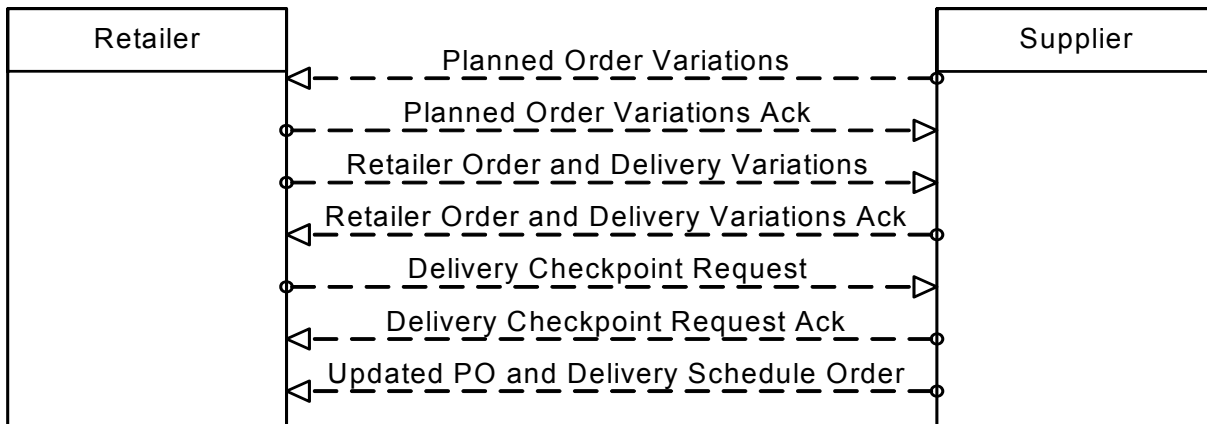 Retailer
Supplier
Planned Order Variations
Planned Order Variations Ack
Retailer Order and Delivery Variations
Retailer Order and Delivery Variations Ack
Delivery Checkpoint Request
Delivery Checkpoint Request Ack
Updated PO and Delivery Schedule Order